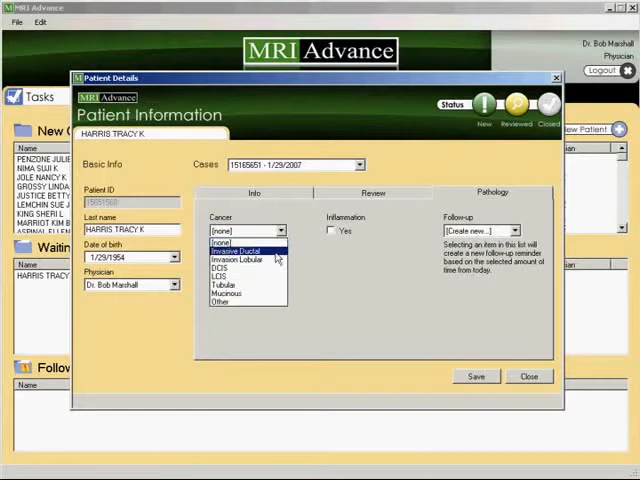 MRI Advance
File Edit
MRI Advance
Dr. Bob Marshall
Physician
Logout
Tasks
Patient Details
MRI Advance
Patient Information
Status
New
Reviewed
Closed
HARRIS TRACY K
Basic Info
Cases
15165651 - 1/29/2007
Patient ID
15651568
Last name
HARRIS TRACY K
Date of birth
1/29/1954
Physician
Dr. Bob Marshall
Info
Review
Pathology
Cancer
[none]
[none]
Invasive Ductal
Invasion Lobular
DCIS
LCIS
Tubular
Mucinous
Other
Inflammation
Yes
Follow-up
[Create new...]
Selecting an item in this list will
create a new follow-up reminder
based on the selected amount of
time from today.
Save
Close
New
Name
PENZONE JULIE
NIMA SUJI K
JOLE NANCY K
GROSSY LINDA
JUSTICE BETTY
LEMCHIN SUE
KING SHERI L
MARRIOT KIM
Patient
Waitin
Name
HARRIS TRACY K
Follow
Name